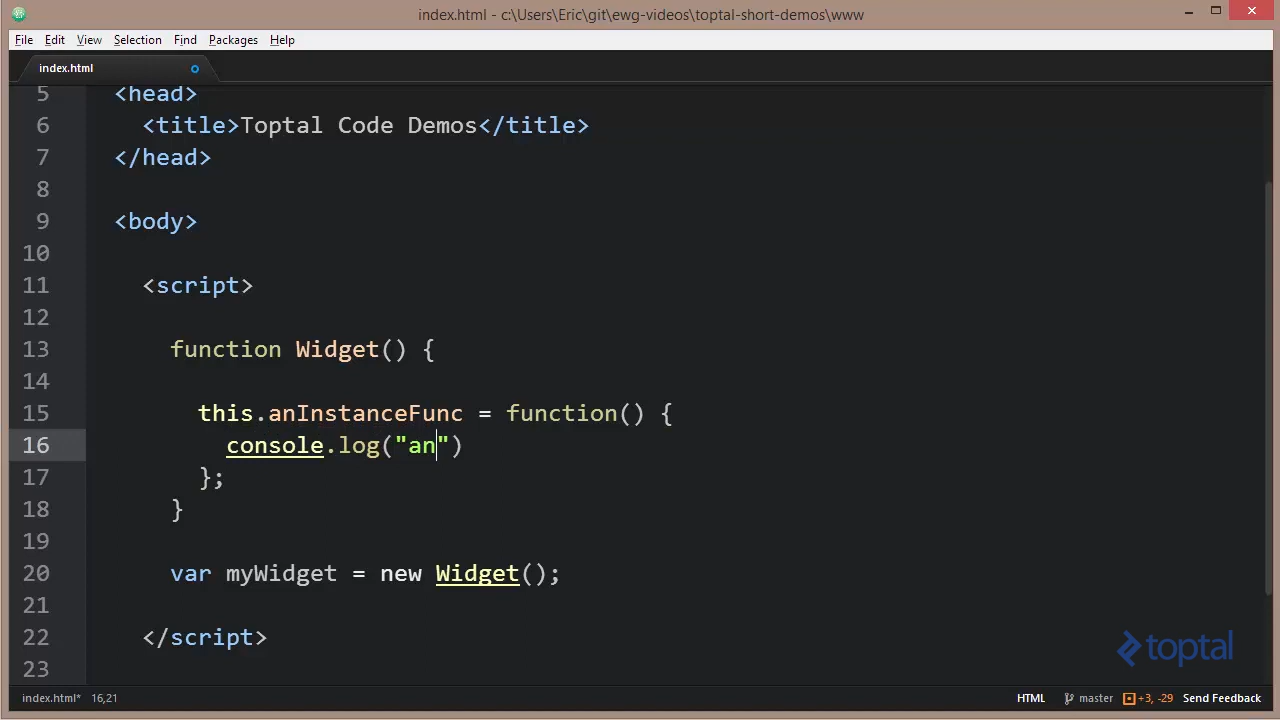 index.html - c:\Users\Eric\git\ewg-videos\toptal-short-demos\www
File Edit View Selection Find Packages Help
index.html
5 <head>
6 <title>Toptal Code Demos</title>
7 </head>
8
9 <body>
10
11 <script>
12
13 function Widget() {
14
15 this.anInstanceFunc = function() {
16 console.log("an")
17 };
18 }
19
20 var myWidget = new Widget();
21
22 </script>
23
toptal
index.html* 16,21 HTML master +3, -29 Send Feedback